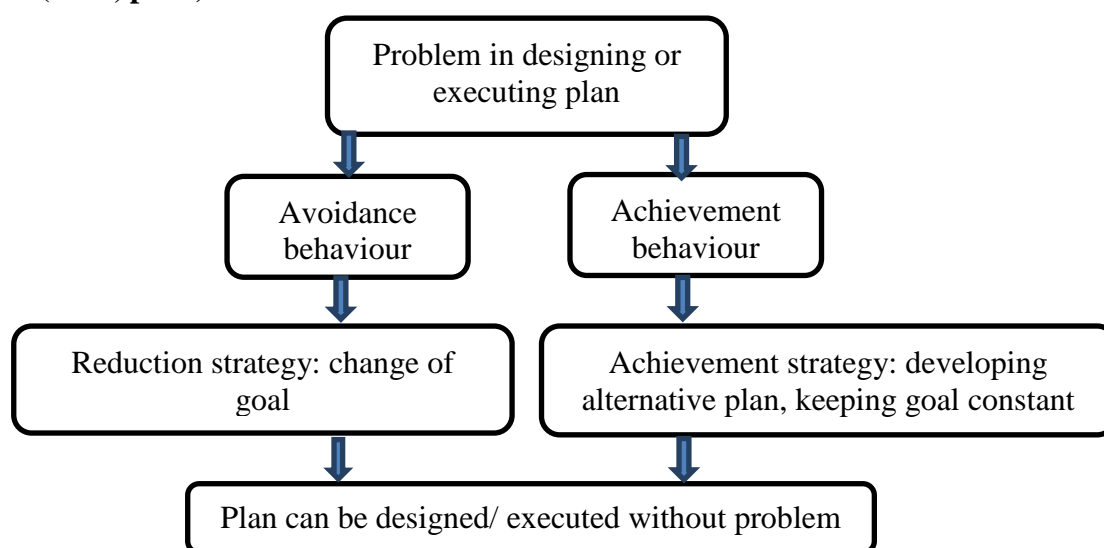 Problem in designing or
executing plan
Avoidance
behaviour
Achievement
behaviour
Reduction strategy: change of
goal
Achievement strategy: developing
alternative plan, keeping goal constant
Plan can be designed/ executed without problem